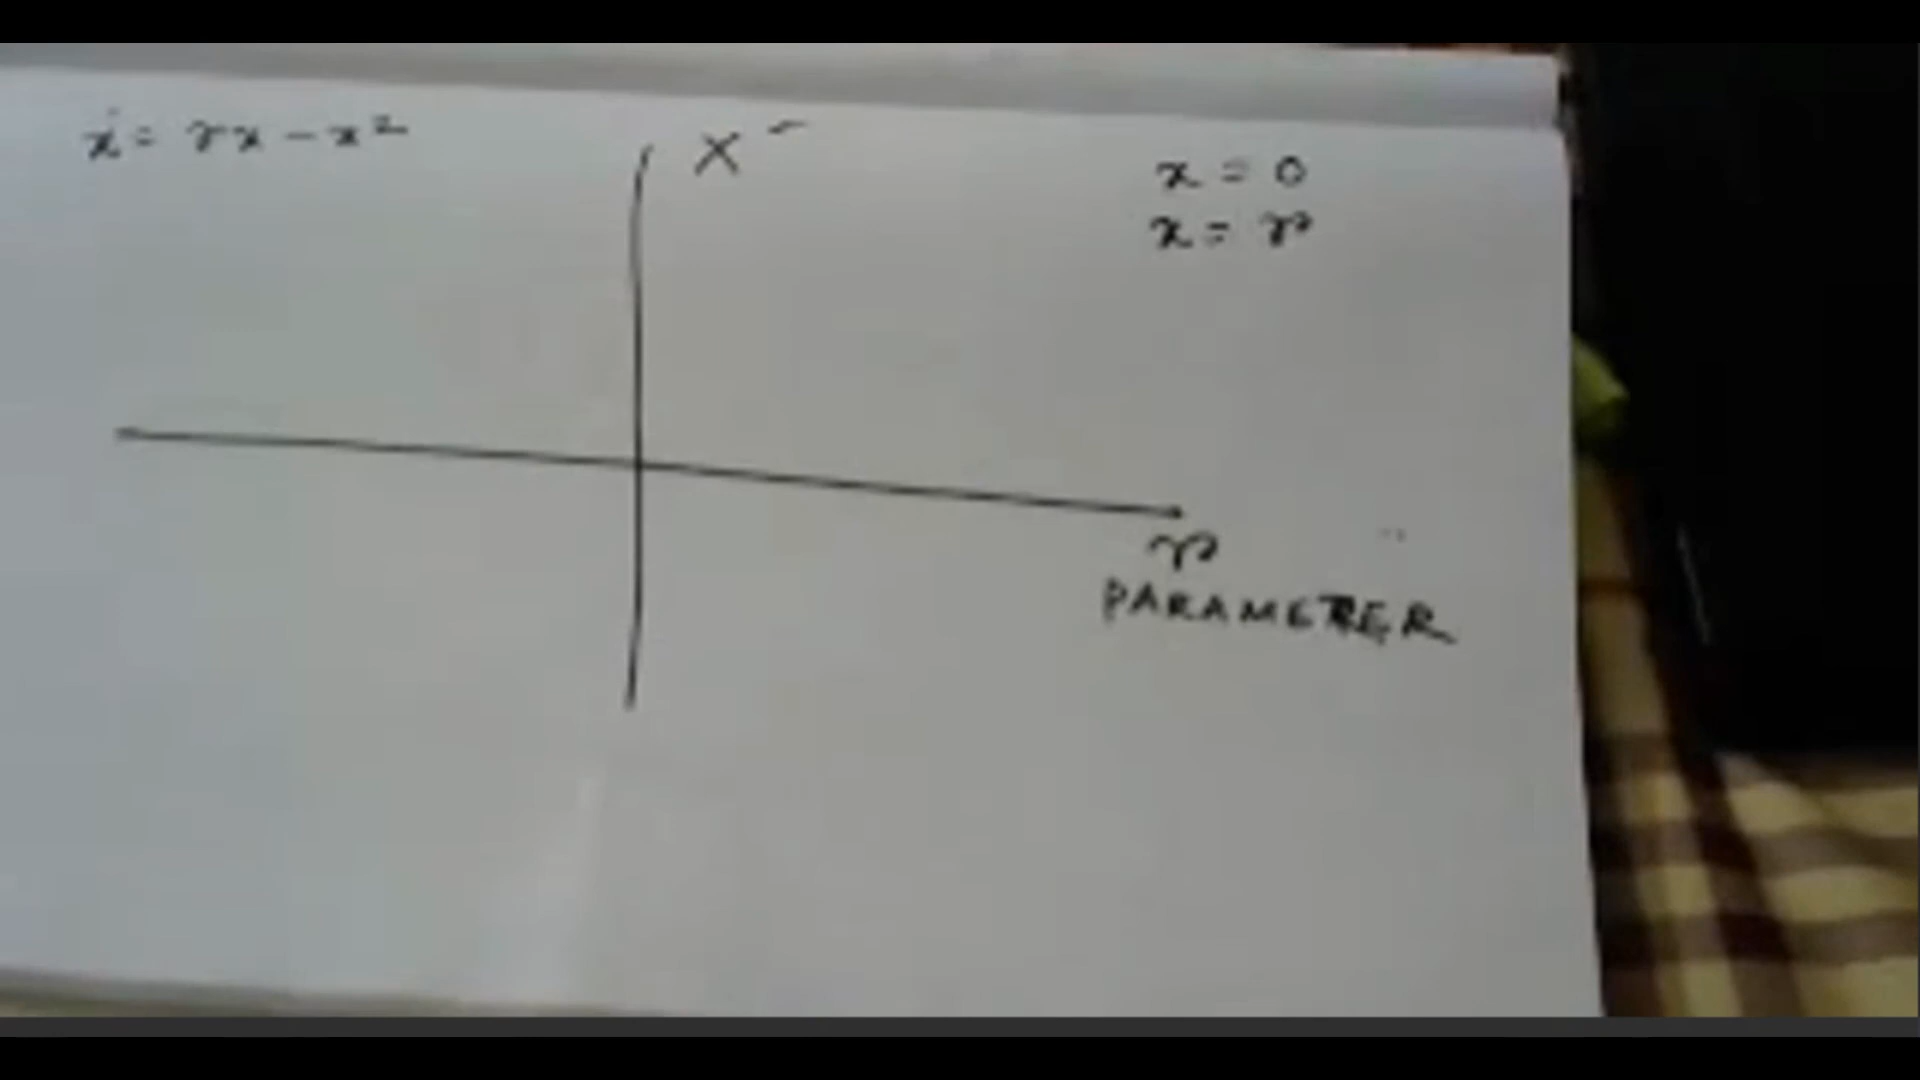 ẋ = rx - x²
X
x = 0
x = r
r
PARAMETER